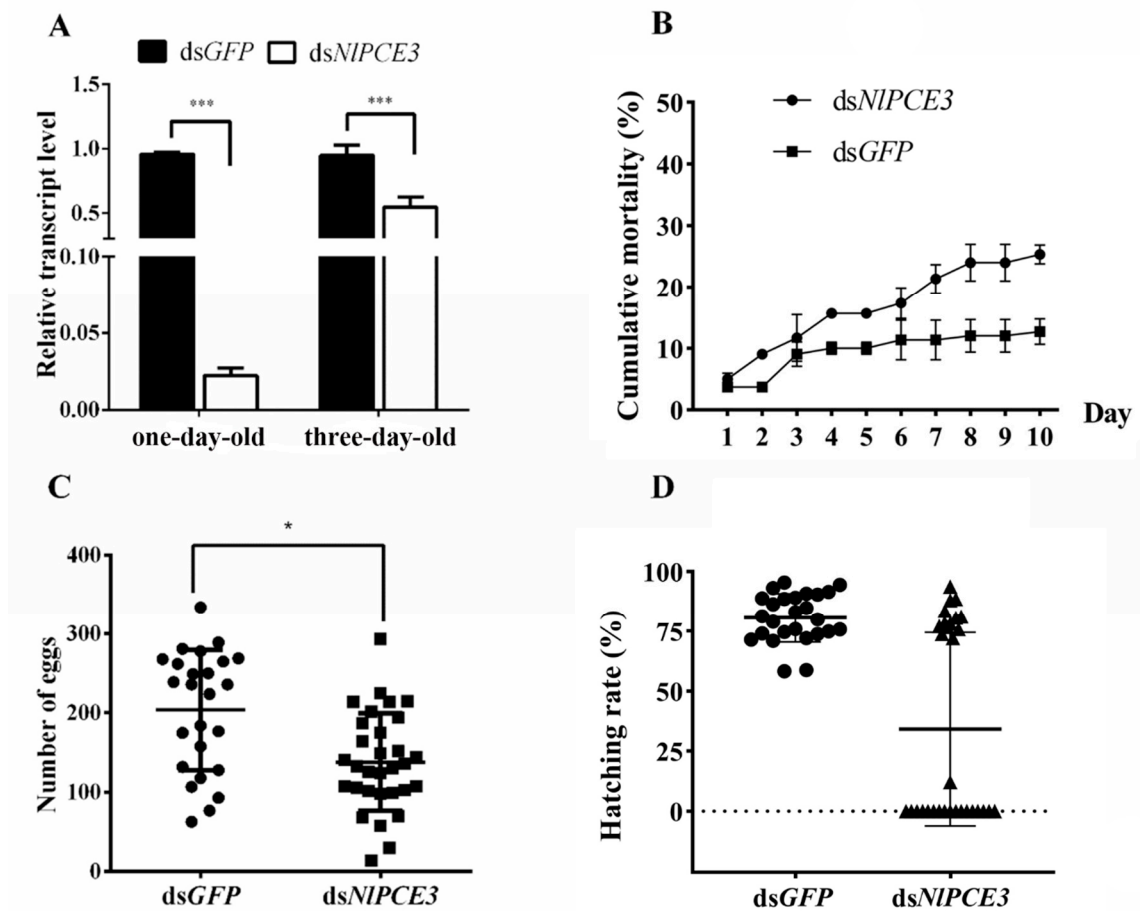 A
dsGFP dsNlPCE3
Relative transcript level
1.5
1.0
0.5
0.10
0.05
0.00
***
***
one-day-old three-day-old
B
dsNlPCE3
dsGFP
Cumulative mortality (%)
50
40
30
20
10
0
1 2 3 4 5 6 7 8 9 10
Day
C
*
Number of eggs
400
300
200
100
0
dsGFP dsNlPCE3
D
Hatching rate (%)
100
75
50
25
0
dsGFP dsNlPCE3